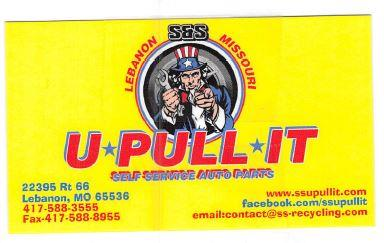 S&S
LEBANON MISSOURI
U★PULL★IT
SELF SERVICE AUTO PARTS
22395 Rt 66
Lebanon, MO 65536
417-588-3555
Fax-417-588-8955
www.ssupullit.com
facebook.com/ssupullit
email:contact@ss-recycling.com